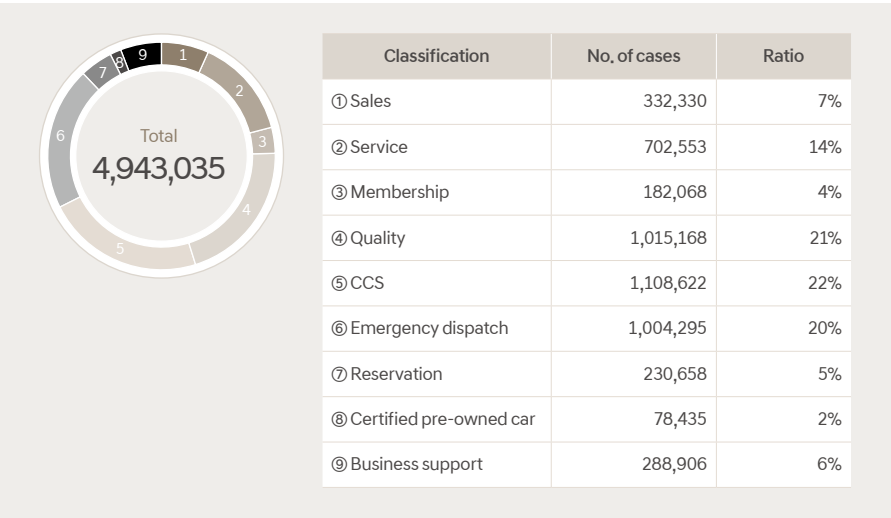 1
2
3
4
5
6
7
8
9
Total
4,943,035
Classification No. of cases Ratio
① Sales 332,330 7%
② Service 702,553 14%
③ Membership 182,068 4%
④ Quality 1,015,168 21%
⑤ CCS 1,108,622 22%
⑥ Emergency dispatch 1,004,295 20%
⑦ Reservation 230,658 5%
⑧ Certified pre-owned car 78,435 2%
⑨ Business support 288,906 6%